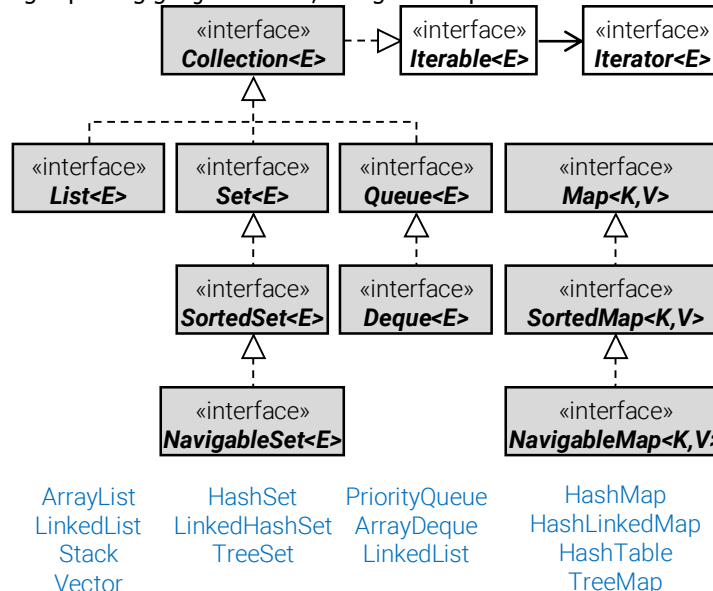 «interface» «interface» «interface»
Collection<E> Iterable<E> Iterator<E>
«interface» «interface» «interface» «interface»
List<E> Set<E> Queue<E> Map<K,V>
«interface» «interface» «interface»
SortedSet<E> Deque<E> SortedMap<K,V>
«interface» «interface»
NavigableSet<E> NavigableMap<K,V>
ArrayList HashSet PriorityQueue HashMap
LinkedList LinkedHashSet ArrayDeque HashLinkedMap
Stack TreeSet LinkedList HashTable
Vector TreeMap